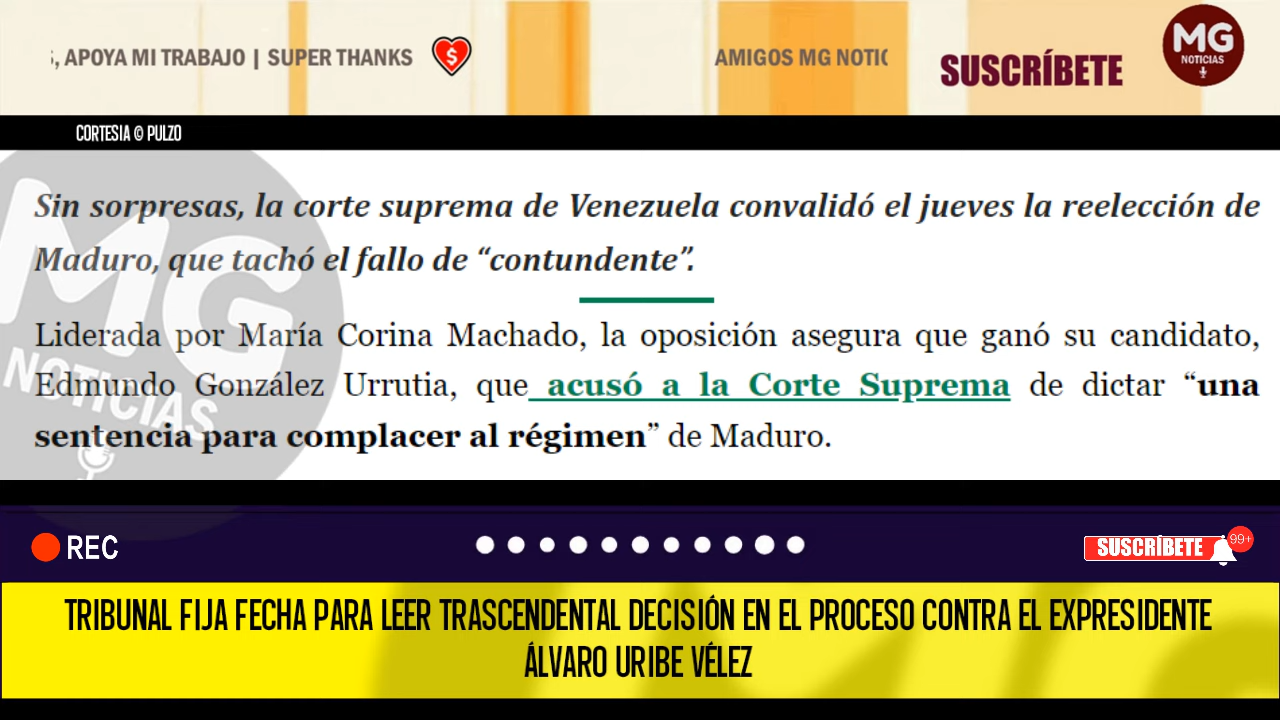 , APOYA MI TRABAJO | SUPER THANKS
$
AMIGOS MG NOTIC
SUSCRÍBETE
MG
NOTICIAS
CORTESIA © PULZO
Sin sorpresas, la corte suprema de Venezuela convalidó el jueves la reelección de
Maduro, que tachó el fallo de “contundente”.
Liderada por María Corina Machado, la oposición asegura que ganó su candidato,
Edmundo González Urrutia, que acusó a la Corte Suprema de dictar “una
sentencia para complacer al régimen” de Maduro.
MG
NOTICIAS
REC
SUSCRÍBETE
99+
TRIBUNAL FIJA FECHA PARA LEER TRASCENDENTAL DECISIÓN EN EL PROCESO CONTRA EL EXPRESIDENTE
ÁLVARO URIBE VÉLEZ